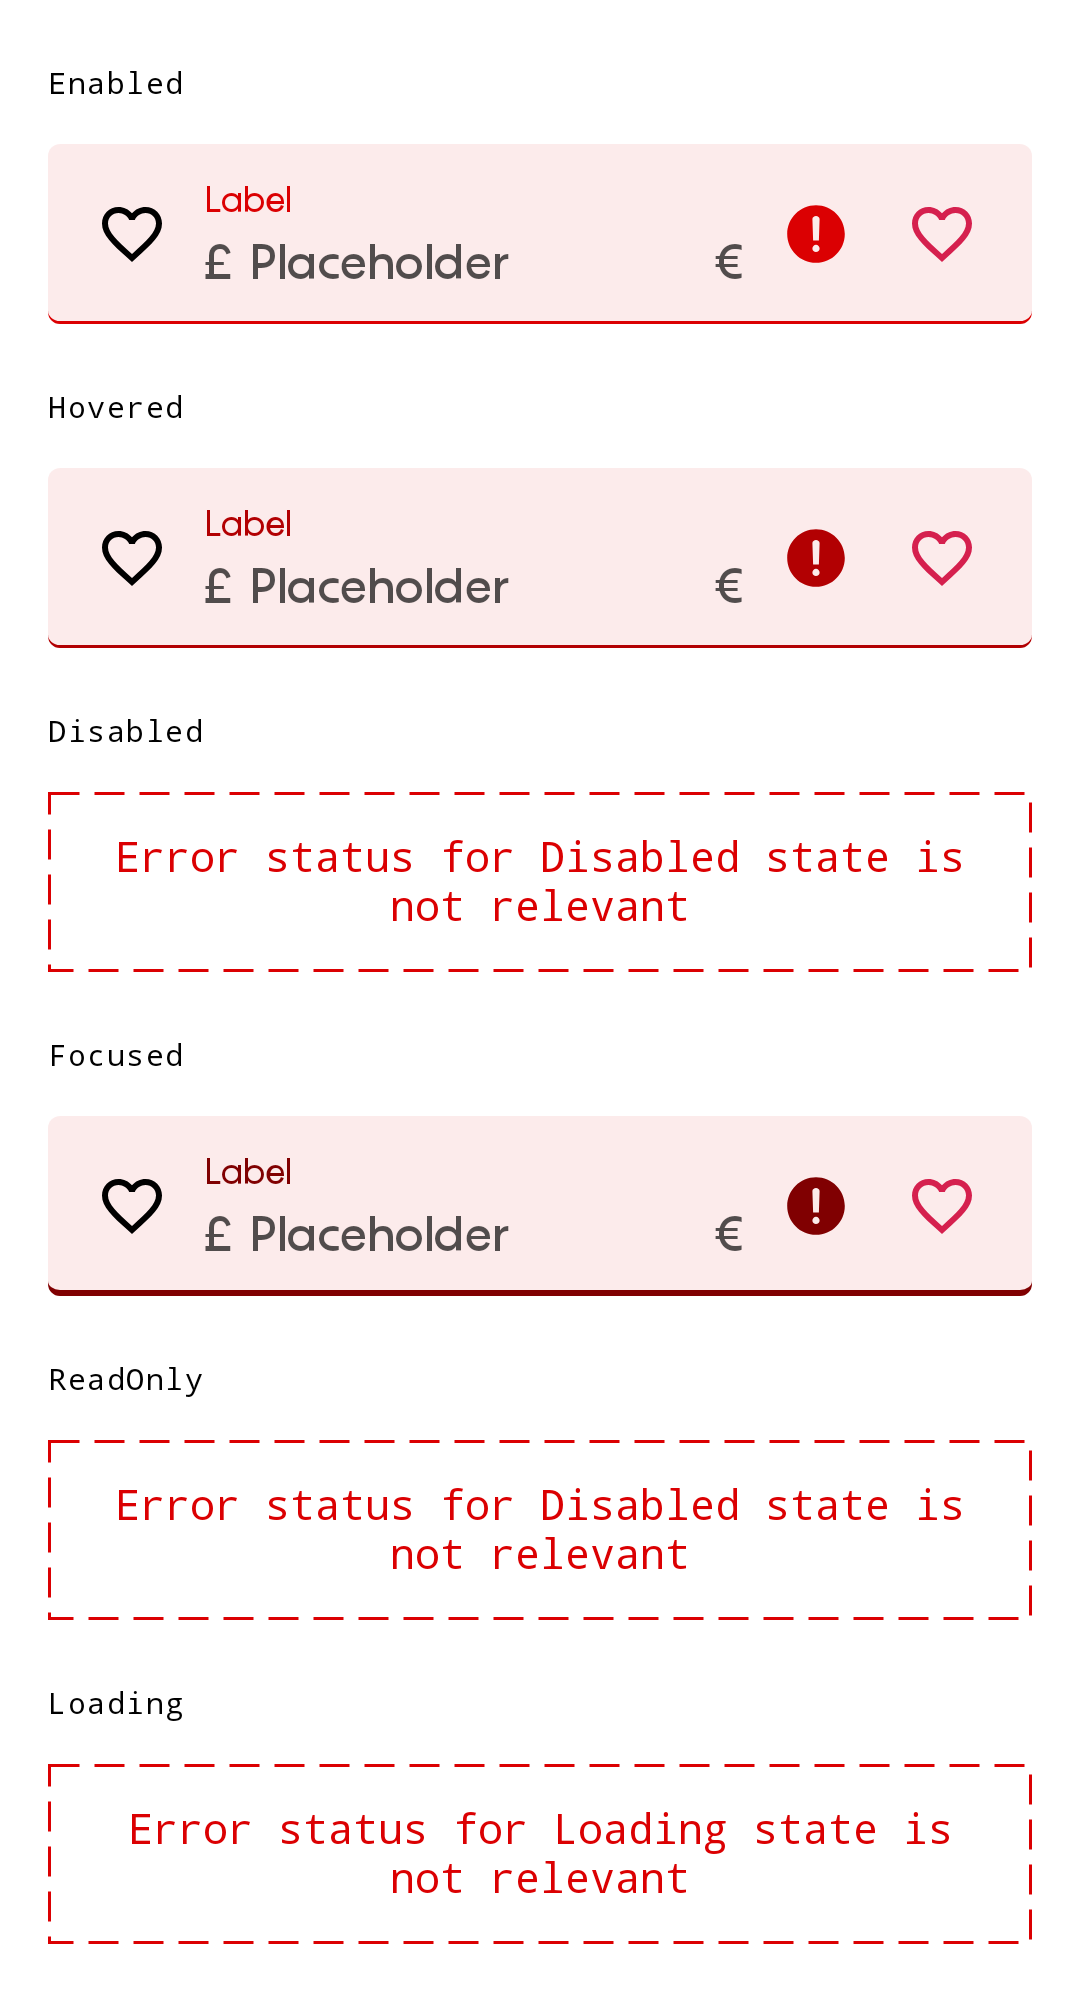 Enabled
Label
£ Placeholder €
Hovered
Label
£ Placeholder €
Disabled
Error status for Disabled state is
not relevant
Focused
Label
£ Placeholder €
ReadOnly
Error status for Disabled state is
not relevant
Loading
Error status for Loading state is
not relevant